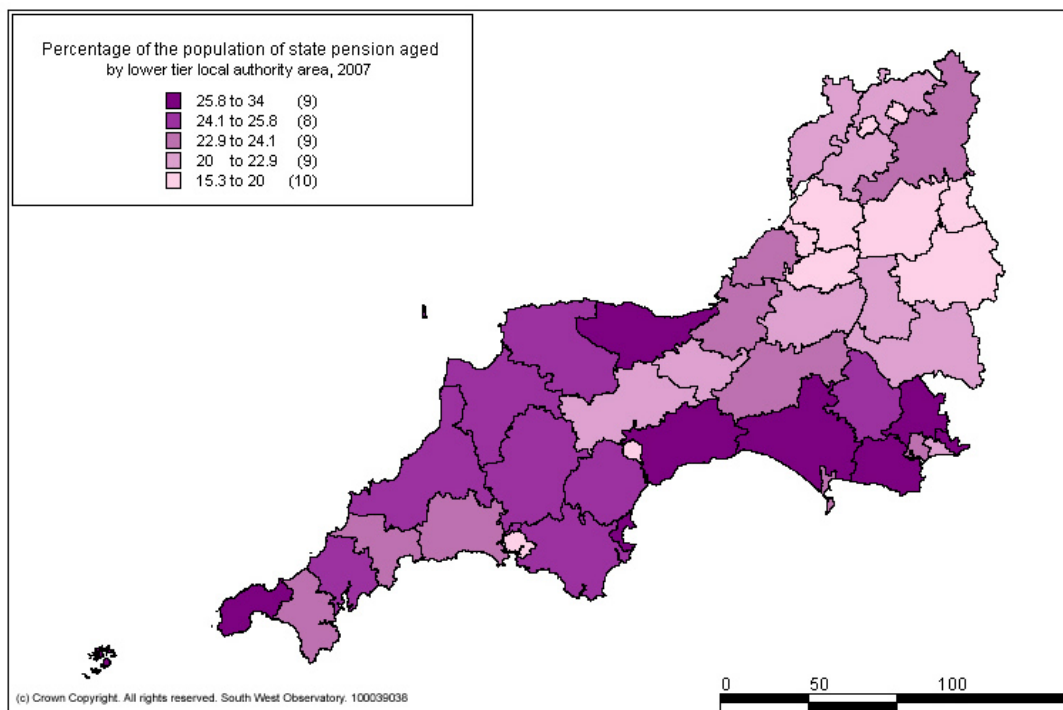 Percentage of the population of state pension aged
by lower tier local authority area, 2007
25.8 to 34 (9)
24.1 to 25.8 (8)
22.9 to 24.1 (9)
20 to 22.9 (9)
15.3 to 20 (10)
(c) Crown Copyright. All rights reserved. South West Observatory. 100039038
0 50 100